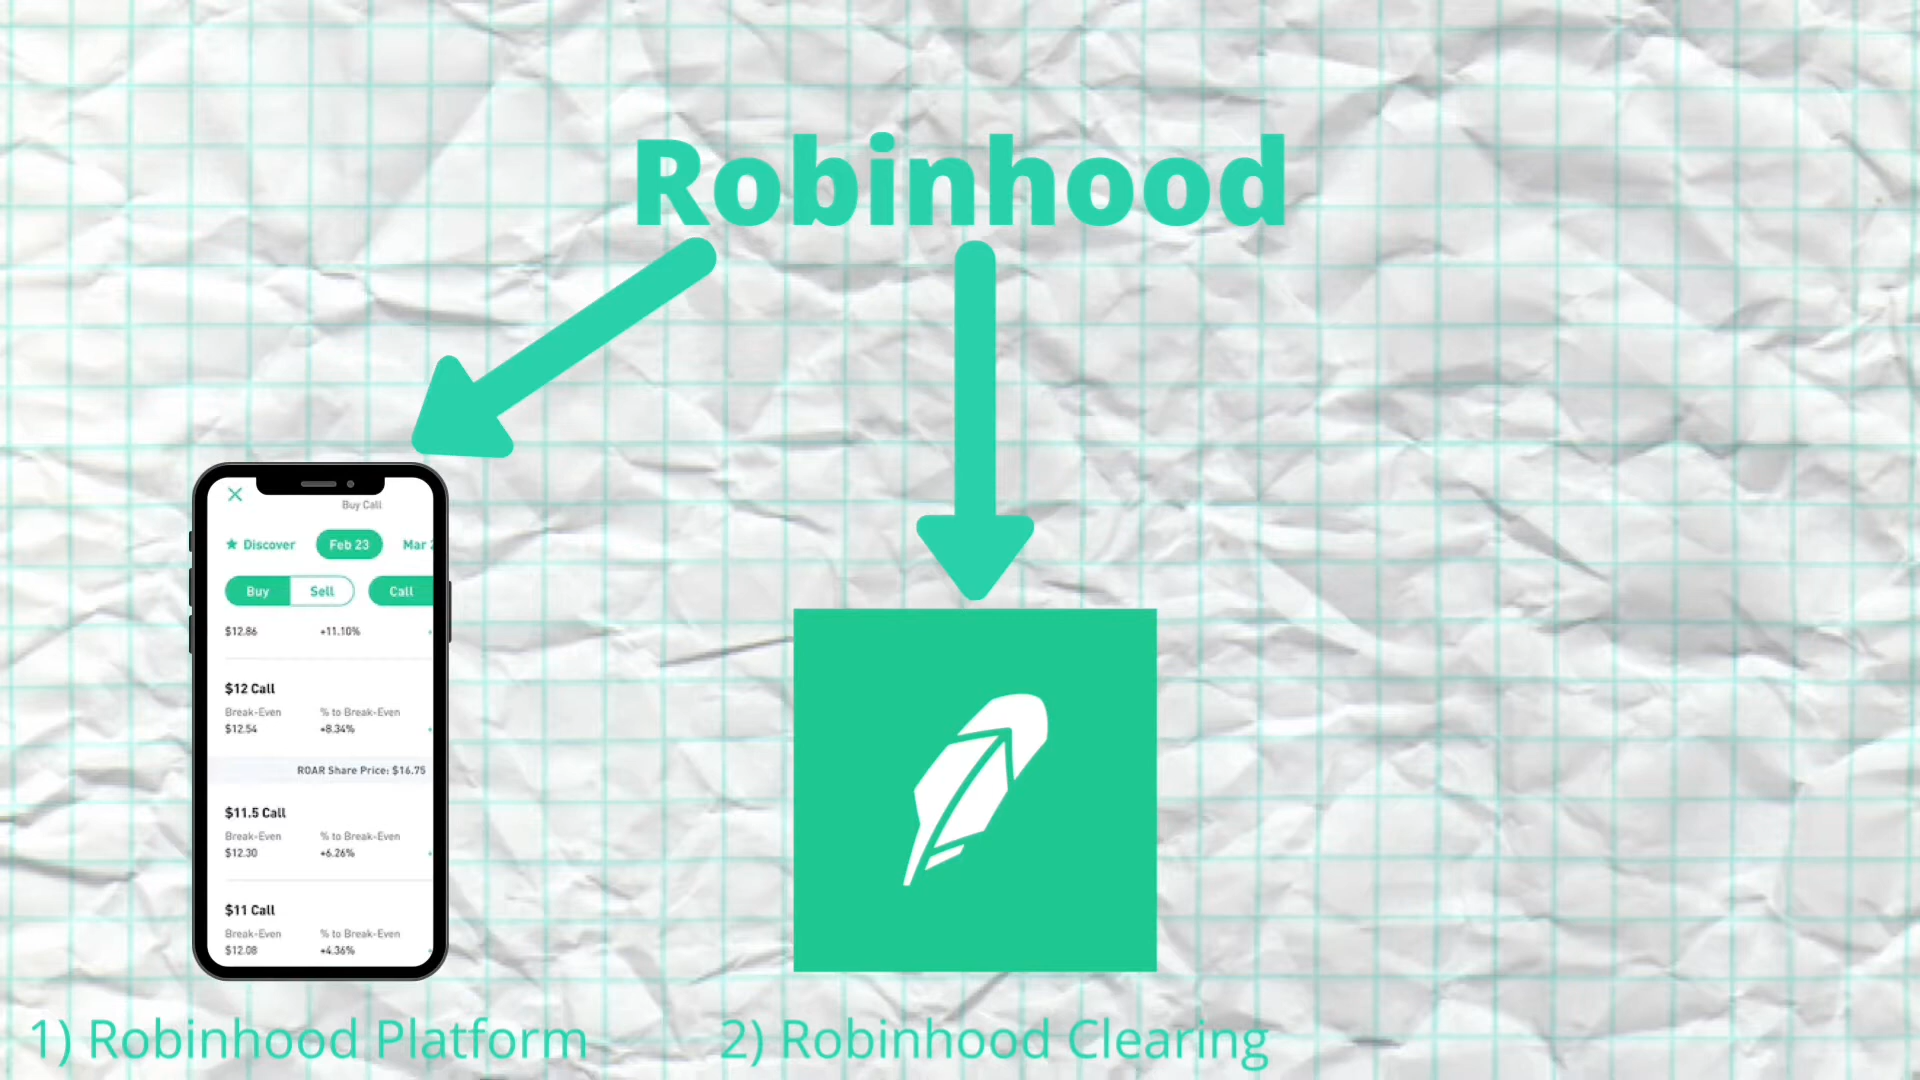 Robinhood
Buy Call
★ Discover Feb 23 Mar
Buy Sell Call
$12.86 +11.10%
$12 Call
Break-Even % to Break-Even
$12.54 +8.34%
ROAR Share Price: $16.75
$11.5 Call
Break-Even % to Break-Even
$12.30 +6.26%
$11 Call
Break-Even % to Break-Even
$12.08 +4.36%
1) Robinhood Platform 2) Robinhood Clearing